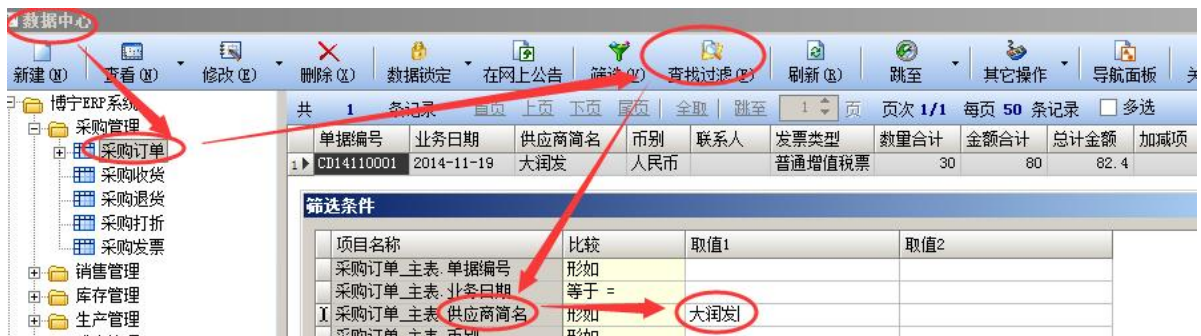 数据中心
新建(N) 查看(W) 修改(E) 删除(X) 数据锁定 在网上公告 筛选(V) 查找过滤(F) 刷新(R) 跳至 其它操作 导航面板
博宁ERP系统
采购管理
采购订单
采购收货
采购退货
采购打折
采购发票
销售管理
库存管理
生产管理
共 1 条记录 首页 上页 下页 尾页 全取 跳至 1 页 页次 1/1 每页 50 条记录 多选
单据编号 业务日期 供应商简名 币别 联系人 发票类型 数量合计 金额合计 总计金额 加减项
1 CD14110001 2014-11-19 大润发 人民币 普通增值税票 30 80 82.4
筛选条件
项目名称 比较 取值1 取值2
采购订单_主表.单据编号 形如
采购订单_主表.业务日期 等于 =
采购订单_主表.供应商简名 形如 大润发
采购订单_主表.币别 形如